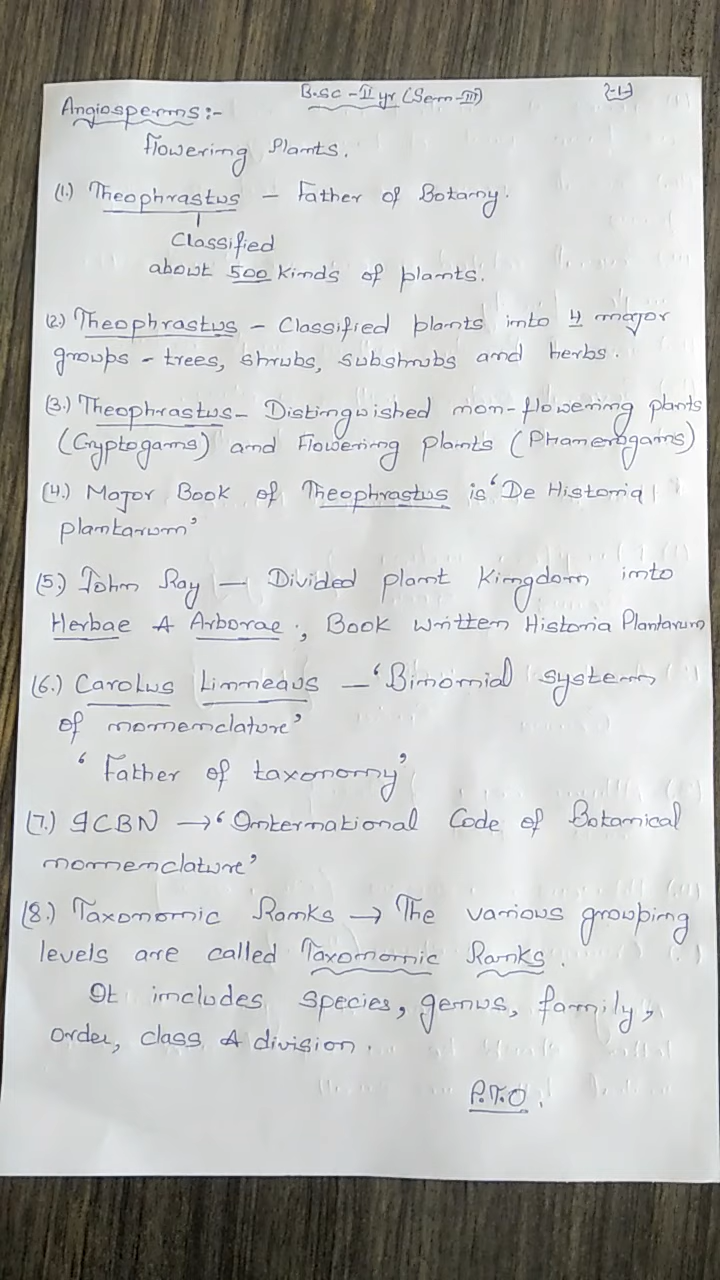 B.sc - II yr (Sem-III)
Angiosperms:-
Flowering Plants.
(1.) Theophrastus - Father of Botany.
Classified
about 500 kinds of plants.
(2.) Theophrastus - Classified plants into 4 major
groups - trees, shrubs, subshrubs and herbs.
(3.) Theophrastus - Distinguished non-flowering plants
(Cryptogams) and Flowering Plants (Phanerogams)
(4.) Major Book of Theophrastus is 'De Historia
plantarum'
(5.) John Ray - Divided plant kingdom into
Herbae & Arborae., Book written Historia Plantarum
(6.) Carolus Linneaus - 'Binomial system
of nomenclature'
'Father of taxonomy'
(7.) ICBN → 'International Code of Botanical
nomenclature'
(8.) Taxonomic Ranks → The various grouping
levels are called Taxonomic Ranks.
It includes species, genus, family,
order, class & division.
P.T.O.